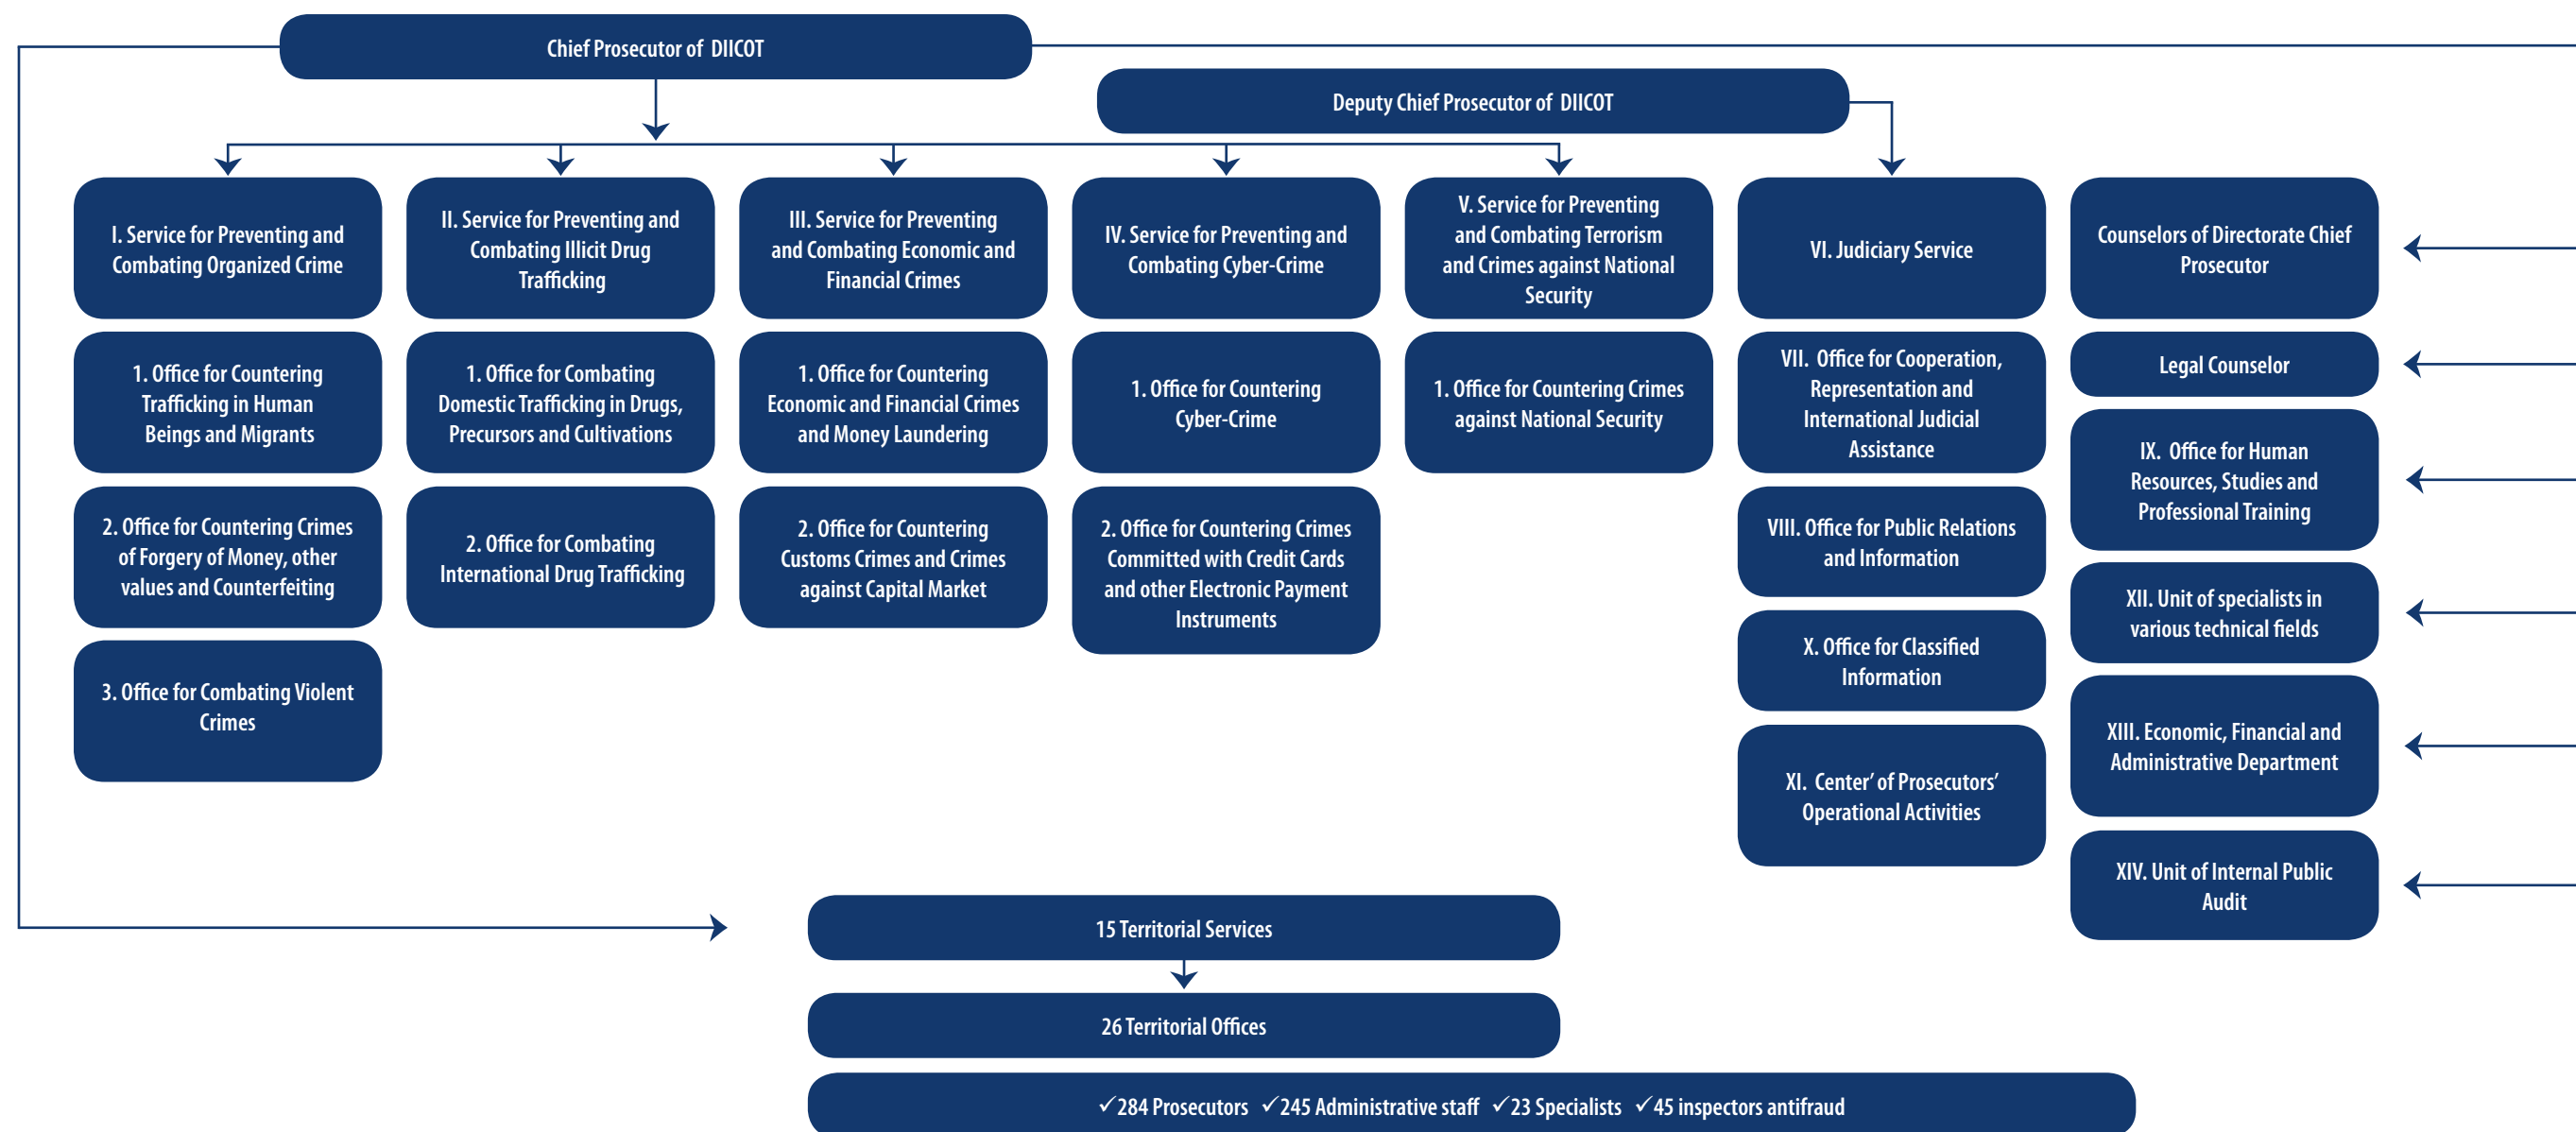 Chief Prosecutor of DIICOT
Deputy Chief Prosecutor of DIICOT
I. Service for Preventing and
Combating Organized Crime
1. Office for Countering
Trafficking in Human
Beings and Migrants
2. Office for Countering Crimes
of Forgery of Money, other
values and Counterfeiting
3. Office for Combating Violent
Crimes
II. Service for Preventing and
Combating Illicit Drug
Trafficking
1. Office for Combating
Domestic Trafficking in Drugs,
Precursors and Cultivations
2. Office for Combating
International Drug Trafficking
III. Service for Preventing
and Combating Economic and
Financial Crimes
1. Office for Countering
Economic and Financial Crimes
and Money Laundering
2. Office for Countering
Customs Crimes and Crimes
against Capital Market
IV. Service for Preventing and
Combating Cyber-Crime
1. Office for Countering
Cyber-Crime
2. Office for Countering Crimes
Committed with Credit Cards
and other Electronic Payment
Instruments
V. Service for Preventing
and Combating Terrorism
and Crimes against National
Security
1. Office for Countering Crimes
against National Security
VI. Judiciary Service
VII. Office for Cooperation,
Representation and
International Judicial
Assistance
VIII. Office for Public Relations
and Information
X. Office for Classified
Information
XI. Center’ of Prosecutors’
Operational Activities
Counselors of Directorate Chief
Prosecutor
Legal Counselor
IX. Office for Human
Resources, Studies and
Professional Training
XII. Unit of specialists in
various technical fields
XIII. Economic, Financial and
Administrative Department
XIV. Unit of Internal Public
Audit
15 Territorial Services
26 Territorial Offices
✓284 Prosecutors ✓245 Administrative staff ✓23 Specialists ✓45 inspectors antifraud